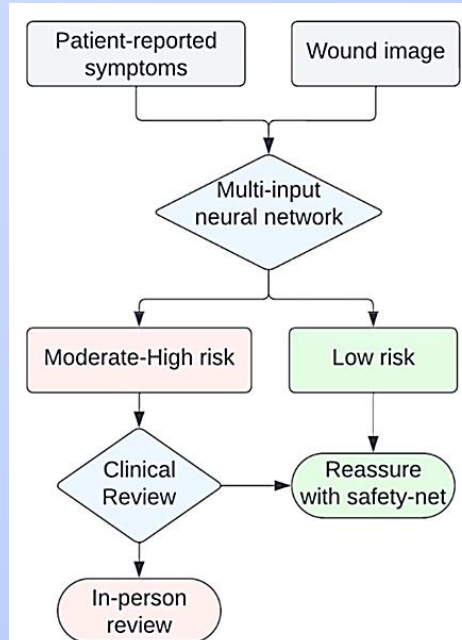 Patient-reported
symptoms
Wound image
Multi-input
neural network
Moderate-High risk
Low risk
Clinical
Review
Reassure
with safety-net
In-person
review